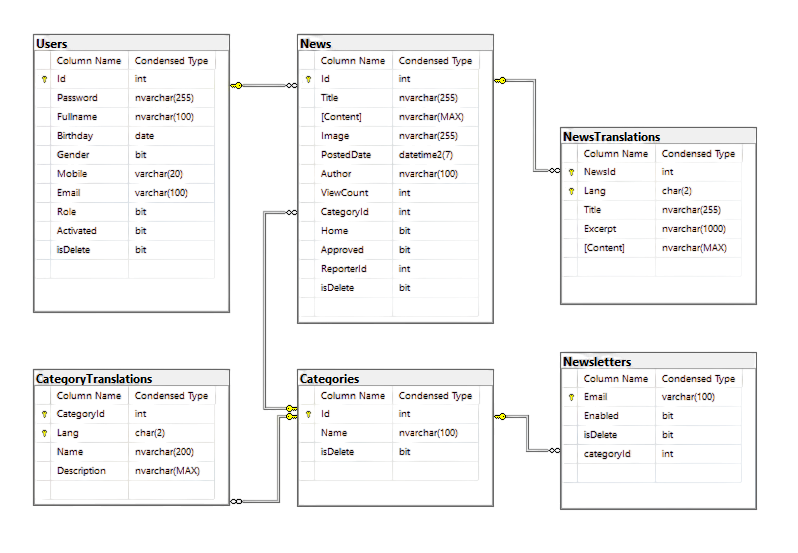 Users
Column Name Condensed Type
Id int
Password nvarchar(255)
Fullname nvarchar(100)
Birthday date
Gender bit
Mobile varchar(20)
Email varchar(100)
Role bit
Activated bit
isDelete bit
News
Column Name Condensed Type
Id int
Title nvarchar(255)
[Content] nvarchar(MAX)
Image nvarchar(255)
PostedDate datetime2(7)
Author nvarchar(100)
ViewCount int
CategoryId int
Home bit
Approved bit
ReporterId int
isDelete bit
NewsTranslations
Column Name Condensed Type
NewsId int
Lang char(2)
Title nvarchar(255)
Excerpt nvarchar(1000)
[Content] nvarchar(MAX)
CategoryTranslations
Column Name Condensed Type
CategoryId int
Lang char(2)
Name nvarchar(200)
Description nvarchar(MAX)
Categories
Column Name Condensed Type
Id int
Name nvarchar(100)
isDelete bit
Newsletters
Column Name Condensed Type
Email varchar(100)
Enabled bit
isDelete bit
categoryId int